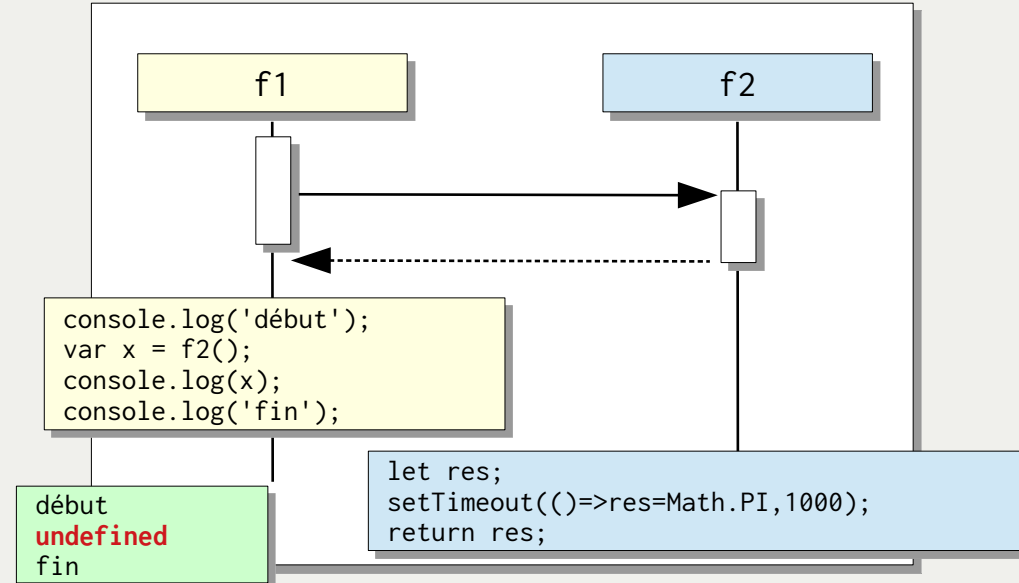 f1
f2
console.log('début');
var x = f2();
console.log(x);
console.log('fin');
let res;
setTimeout(()=>res=Math.PI,1000);
return res;
début
undefined
fin